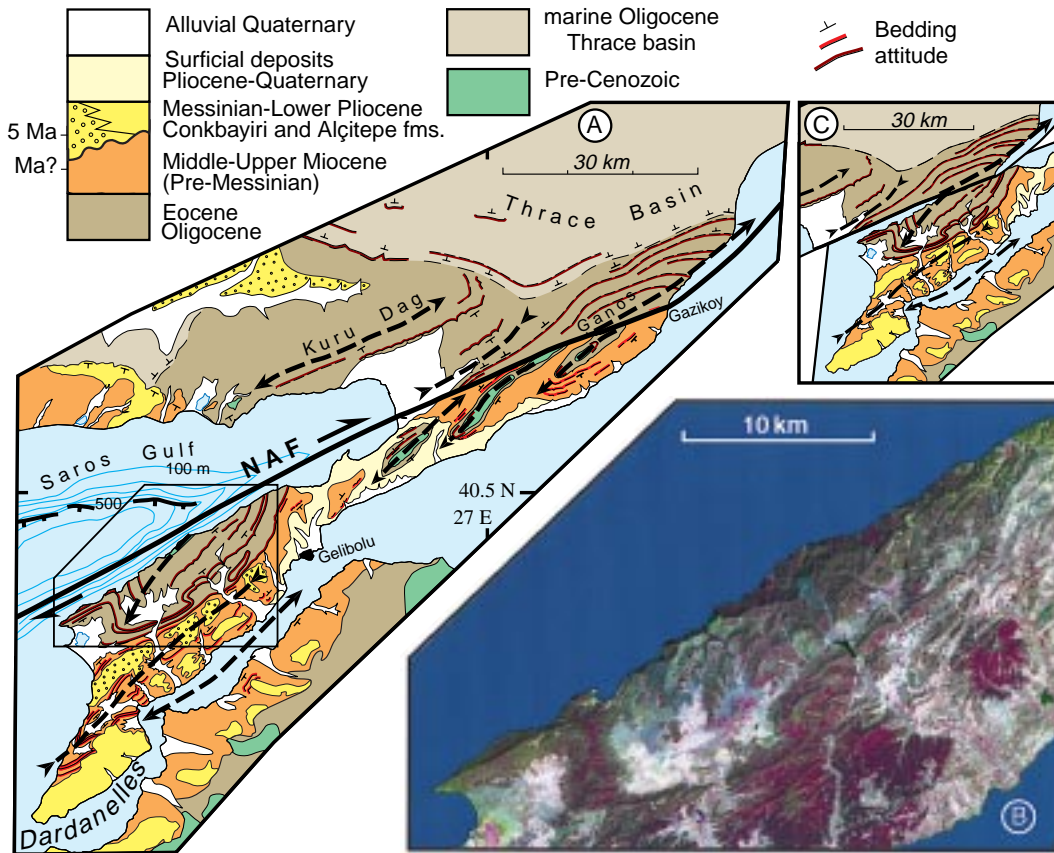 Alluvial Quaternary
Surficial deposits
Pliocene-Quaternary
Messinian-Lower Pliocene
Conkbayiri and Alçitepe fms.
5 Ma
Ma?
Middle-Upper Miocene
(Pre-Messinian)
Eocene
Oligocene
marine Oligocene
Thrace basin
Pre-Cenozoic
Bedding
attitude
A
30 km
Thrace Basin
Kuru Dag
Ganos
Gazikoy
Saros Gulf
100 m
500
NAF
40.5 N
27 E
Gelibolu
Dardanelles
C
30 km
10 km
B